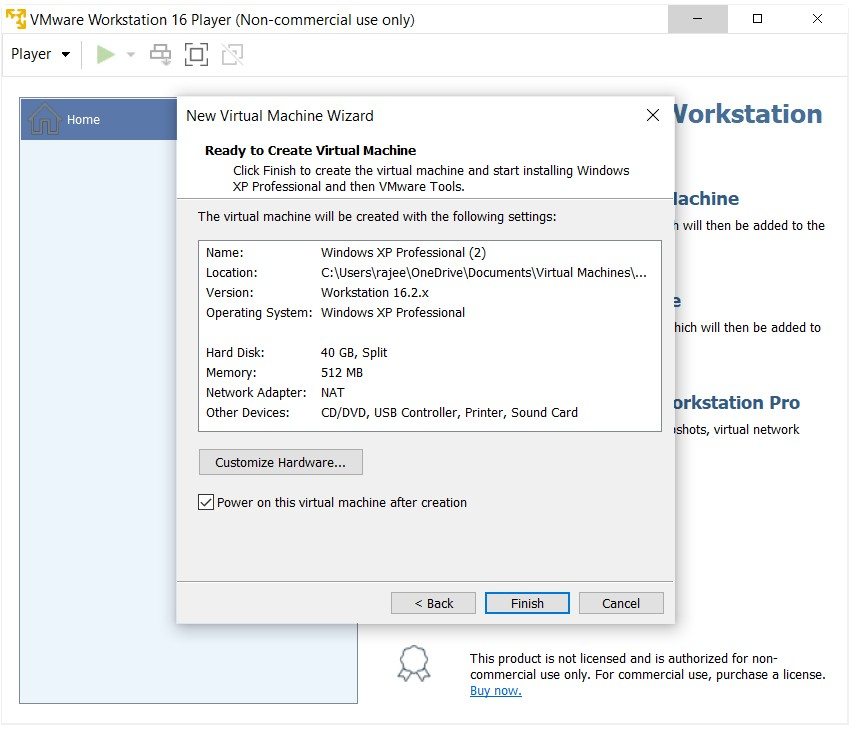 VMware Workstation 16 Player (Non-commercial use only)
Player
Home
New Virtual Machine Wizard
Ready to Create Virtual Machine
Click Finish to create the virtual machine and start installing Windows
XP Professional and then VMware Tools.
The virtual machine will be created with the following settings:
Name: Windows XP Professional (2)
Location: C:\Users\rajee\OneDrive\Documents\Virtual Machines\...
Version: Workstation 16.2.x
Operating System: Windows XP Professional
Hard Disk: 40 GB, Split
Memory: 512 MB
Network Adapter: NAT
Other Devices: CD/DVD, USB Controller, Printer, Sound Card
Customize Hardware...
Power on this virtual machine after creation
< Back Finish Cancel
Workstation
achine
h will then be added to the
e
hich will then be added to
orkstation Pro
shots, virtual network
This product is not licensed and is authorized for non-
commercial use only. For commercial use, purchase a license.
Buy now.